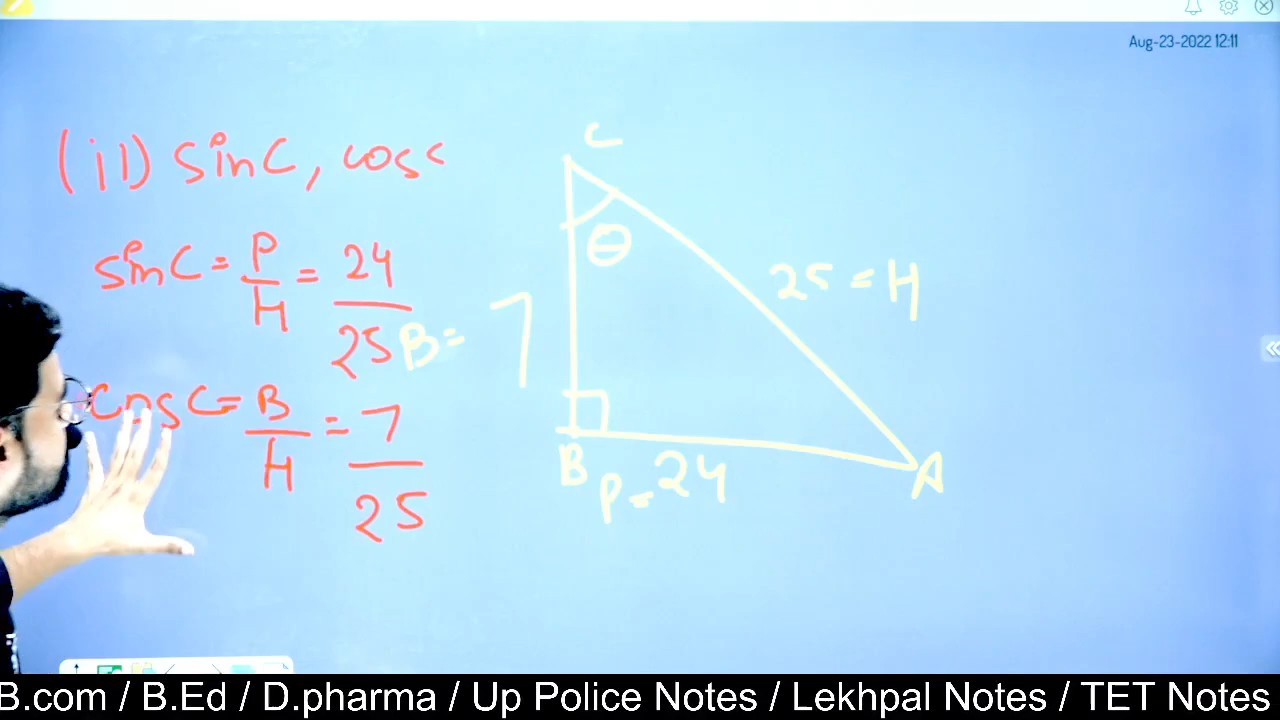 Aug-23-2022 12:11
(ii) sinC, cosc
sinC = P/H = 24/25
cosC = B/H = 7/25
C
θ
25 = H
B = 7
B
A
P = 24
B.com / B.Ed / D.pharma / Up Police Notes / Lekhpal Notes / TET Notes